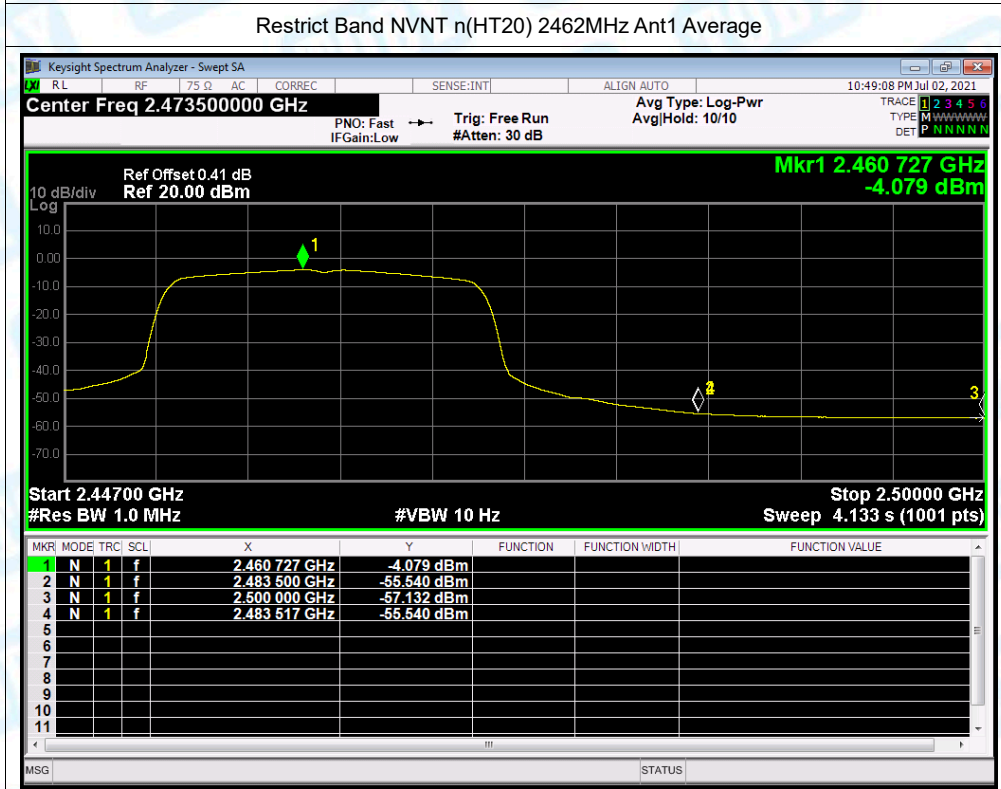 Restrict Band NVNT n(HT20) 2462MHz Ant1 Average
Keysight Spectrum Analyzer - Swept SA
LXI RL RF 75 Ω AC CORREC SENSE:INT ALIGN AUTO 10:49:08 PM Jul 02, 2021
Center Freq 2.473500000 GHz Avg Type: Log-Pwr TRACE 1 2 3 4 5 6
PNO: Fast Trig: Free Run Avg|Hold: 10/10 TYPE M WWWWW
IFGain:Low #Atten: 30 dB DET P N N N N N
Mkr1 2.460 727 GHz
Ref Offset 0.41 dB
10 dB/div Ref 20.00 dBm -4.079 dBm
Log
10.0
1
0.00
-10.0
-20.0
-30.0
-40.0
-50.0 3
-60.0
-70.0
Start 2.44700 GHz Stop 2.50000 GHz
#Res BW 1.0 MHz #VBW 10 Hz Sweep 4.133 s (1001 pts)
MKR MODE TRC SCL X Y FUNCTION FUNCTION WIDTH FUNCTION VALUE
1 N 1 f 2.460 727 GHz -4.079 dBm
2 N 1 f 2.483 500 GHz -55.540 dBm
3 N 1 f 2.500 000 GHz -57.132 dBm
4 N 1 f 2.483 517 GHz -55.540 dBm
5
6
7
8
9
10
11
MSG STATUS